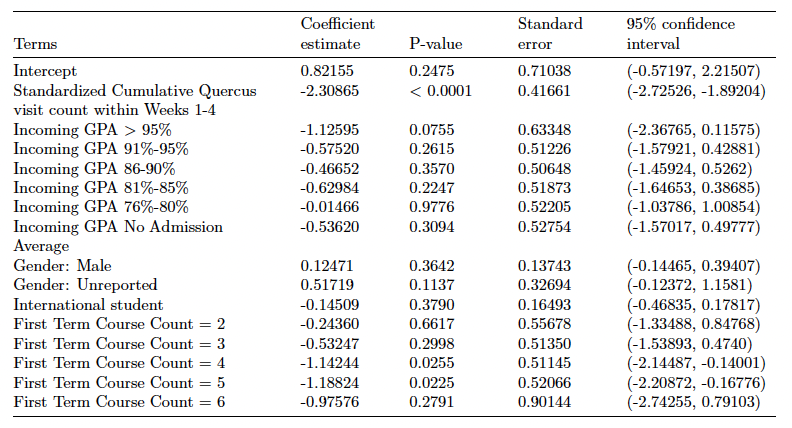 Coefficient Standard 95% confidence
Terms estimate P-value error interval
Intercept 0.82155 0.2475 0.71038 (-0.57197, 2.21507)
Standardized Cumulative Quercus -2.30865 < 0.0001 0.41661 (-2.72526, -1.89204)
visit count within Weeks 1-4
Incoming GPA > 95% -1.12595 0.0755 0.63348 (-2.36765, 0.11575)
Incoming GPA 91%-95% -0.57520 0.2615 0.51226 (-1.57921, 0.42881)
Incoming GPA 86-90% -0.46652 0.3570 0.50648 (-1.45924, 0.5262)
Incoming GPA 81%-85% -0.62984 0.2247 0.51873 (-1.64653, 0.38685)
Incoming GPA 76%-80% -0.01466 0.9776 0.52205 (-1.03786, 1.00854)
Incoming GPA No Admission -0.53620 0.3094 0.52754 (-1.57017, 0.49777)
Average
Gender: Male 0.12471 0.3642 0.13743 (-0.14465, 0.39407)
Gender: Unreported 0.51719 0.1137 0.32694 (-0.12372, 1.1581)
International student -0.14509 0.3790 0.16493 (-0.46835, 0.17817)
First Term Course Count = 2 -0.24360 0.6617 0.55678 (-1.33488, 0.84768)
First Term Course Count = 3 -0.53247 0.2998 0.51350 (-1.53893, 0.4740)
First Term Course Count = 4 -1.14244 0.0255 0.51145 (-2.14487, -0.14001)
First Term Course Count = 5 -1.18824 0.0225 0.52066 (-2.20872, -0.16776)
First Term Course Count = 6 -0.97576 0.2791 0.90144 (-2.74255, 0.79103)